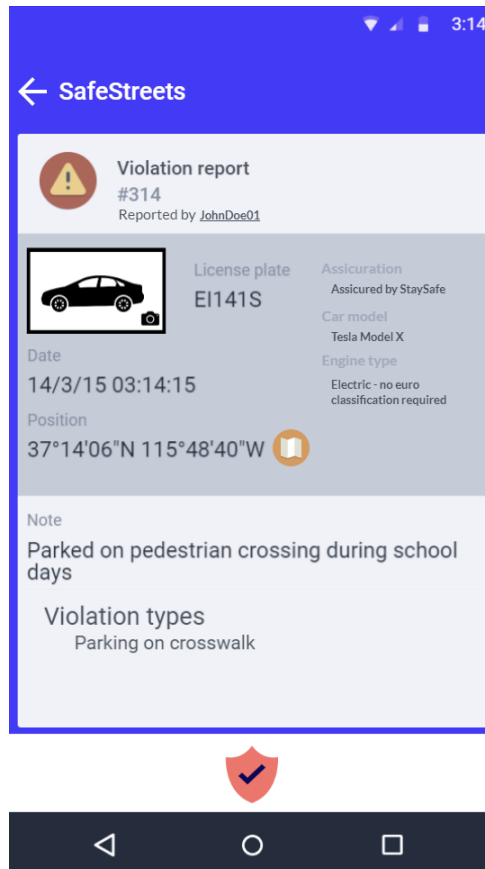 3:14
SafeStreets
Violation report
#314
Reported by JohnDoe01
License plate
EI141S
Assicuration
Assicured by StaySafe
Car model
Tesla Model X
Engine type
Electric - no euro
classification required
Date
14/3/15 03:14:15
Position
37°14'06"N 115°48'40"W
Note
Parked on pedestrian crossing during school
days
Violation types
Parking on crosswalk